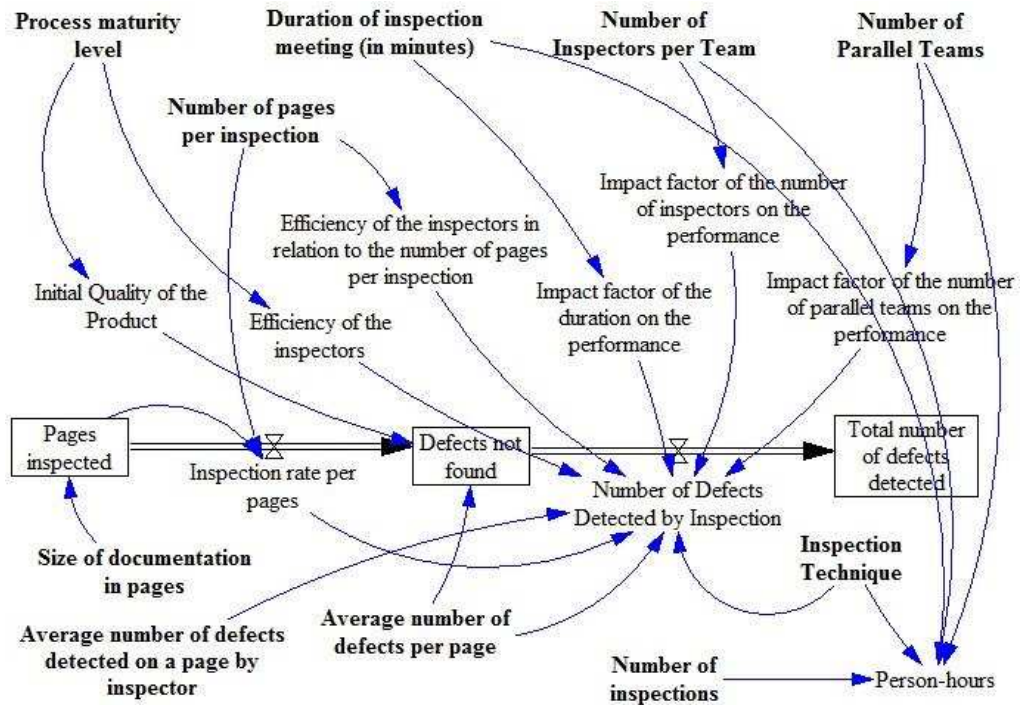 Process maturity
level
Duration of inspection
meeting (in minutes)
Number of
Inspectors per Team
Number of
Parallel Teams
Number of pages
per inspection
Impact factor of the number
of inspectors on the
performance
Efficiency of the inspectors in
relation to the number of pages
per inspection
Initial Quality of the
Product
Efficiency of the
inspectors
Impact factor of the
duration on the
performance
Impact factor of the number
of parallel teams on the
performance
Pages
inspected
Inspection rate per
pages
Defects not
found
Number of Defects
Detected by Inspection
Total number
of defects
detected
Size of documentation
in pages
Inspection
Technique
Average number of defects
detected on a page by
inspector
Average number of
defects per page
Number of
inspections
Person-hours